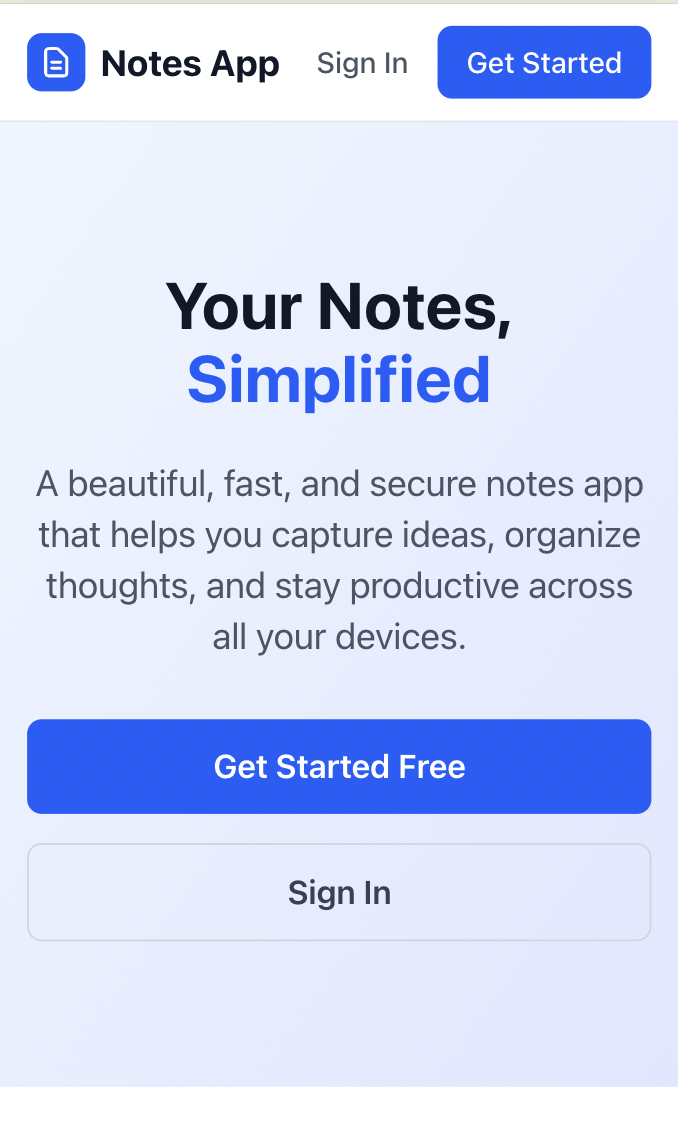 Notes App
Sign In
Get Started
Your Notes,
Simplified
A beautiful, fast, and secure notes app
that helps you capture ideas, organize
thoughts, and stay productive across
all your devices.
Get Started Free
Sign In